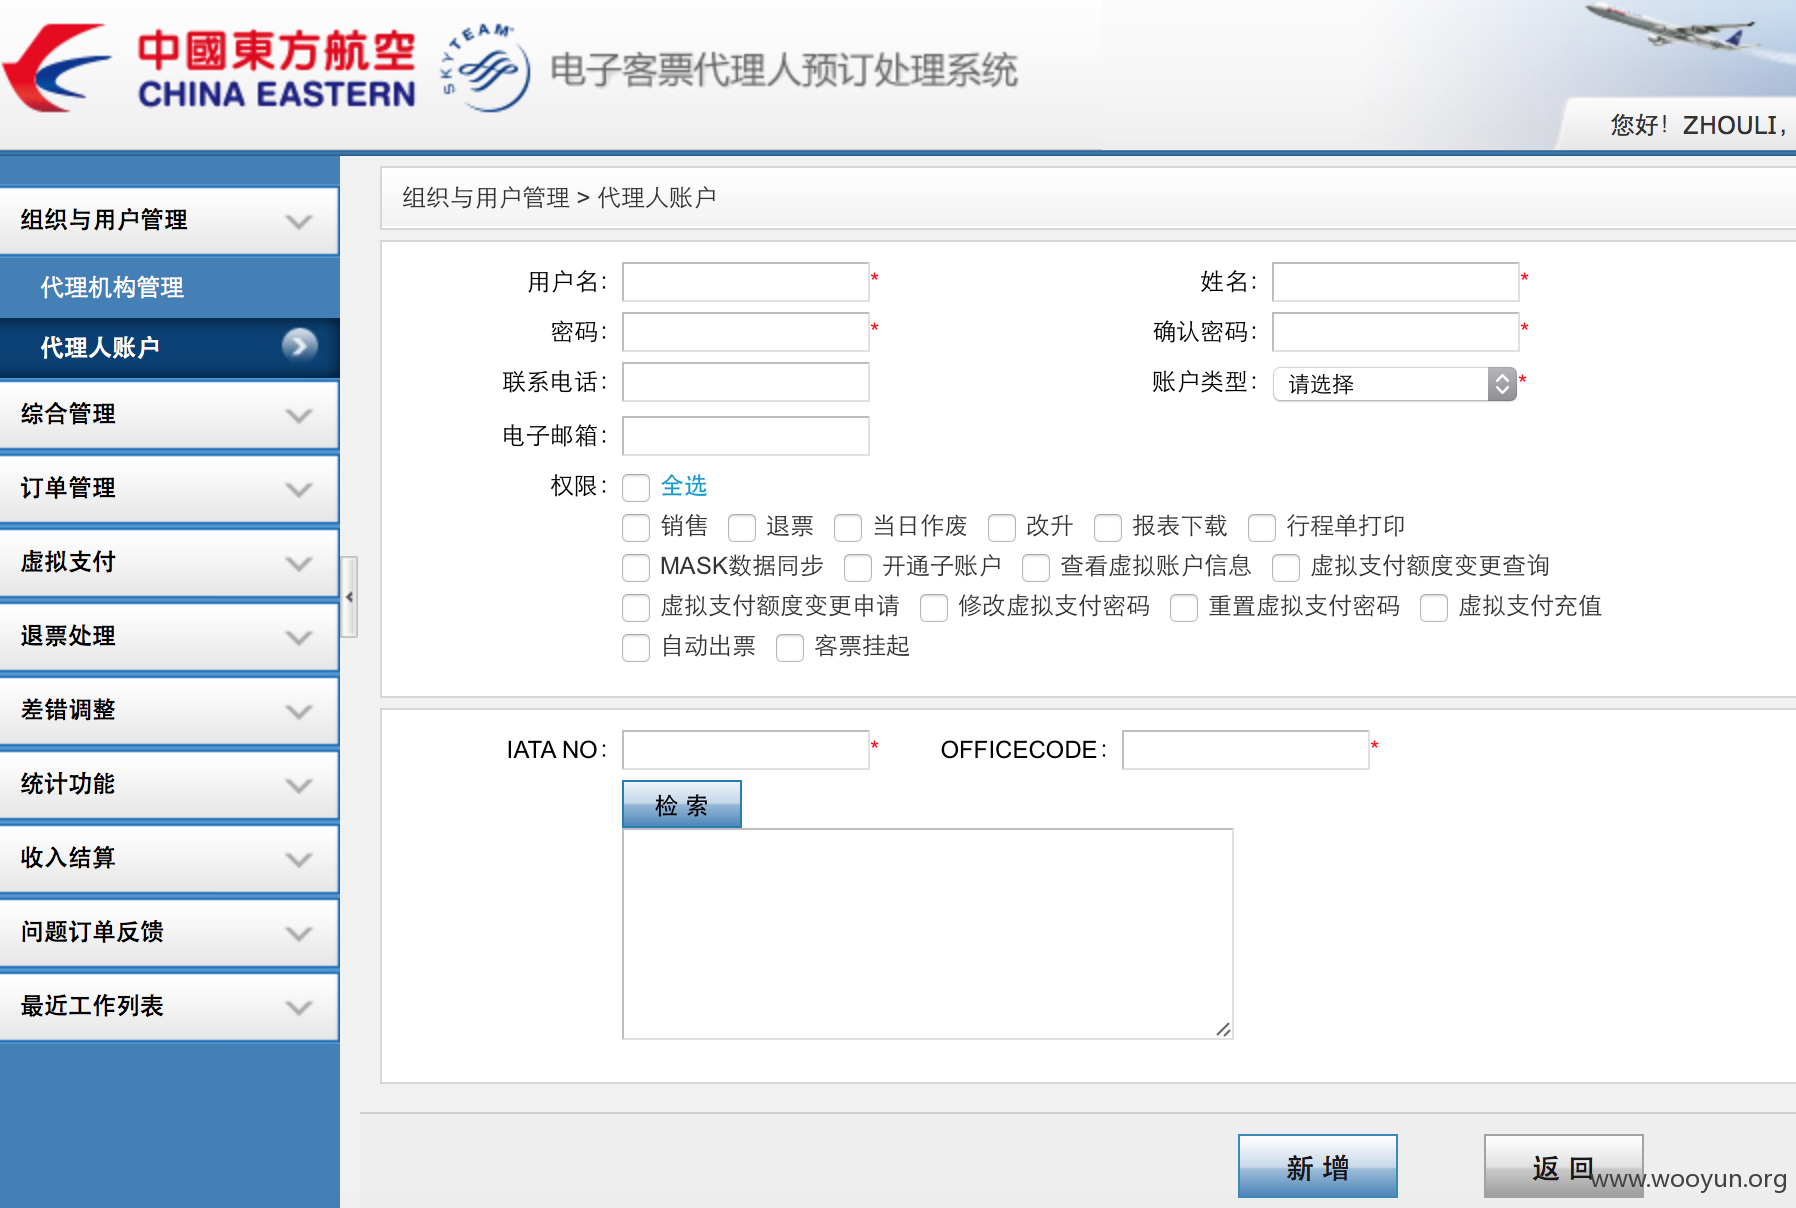 中國東方航空
CHINA EASTERN
SKYTEAM
电子客票代理人预订处理系统
您好！ZHOULI，
组织与用户管理
代理机构管理
代理人账户
综合管理
订单管理
虚拟支付
退票处理
差错调整
统计功能
收入结算
问题订单反馈
最近工作列表
组织与用户管理 > 代理人账户
用户名： * 姓名： *
密码： * 确认密码： *
联系电话： 账户类型： 请选择 *
电子邮箱：
权限： 全选
销售 退票 当日作废 改升 报表下载 行程单打印
MASK数据同步 开通子账户 查看虚拟账户信息 虚拟支付额度变更查询
虚拟支付额度变更申请 修改虚拟支付密码 重置虚拟支付密码 虚拟支付充值
自动出票 客票挂起
IATA NO： * OFFICECODE： *
检 索
新 增 返 回
www.wooyun.org